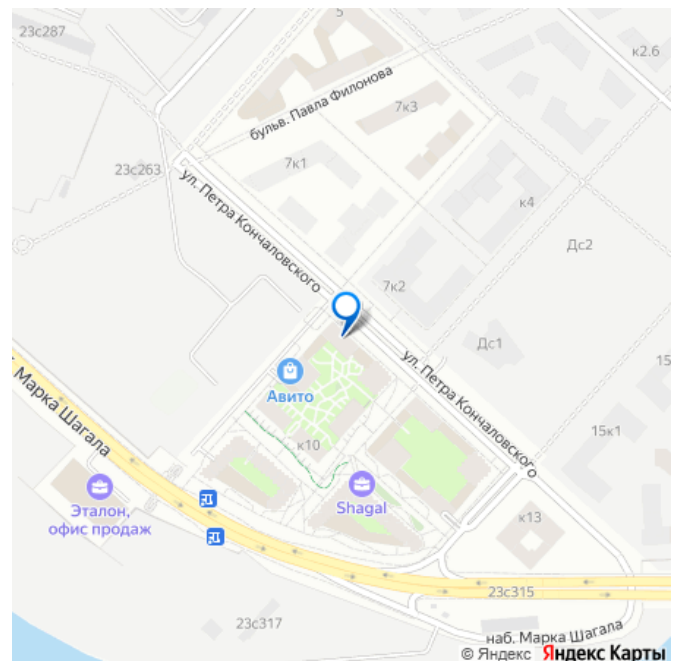 23с287
5
к2.6
бульв. Павла Филонова
7к3
7к1
23с263
ул. Петра Кончаловского
к4
Дс2
7к2
Дс1
ул. Петра Кончаловского
15
Авито
Марка Шагала
15к1
к10
Shagal
Эталон,
офис продаж
к13
23с315
23с317
наб. Марка Шагала
© Яндекс Яндекс Карты